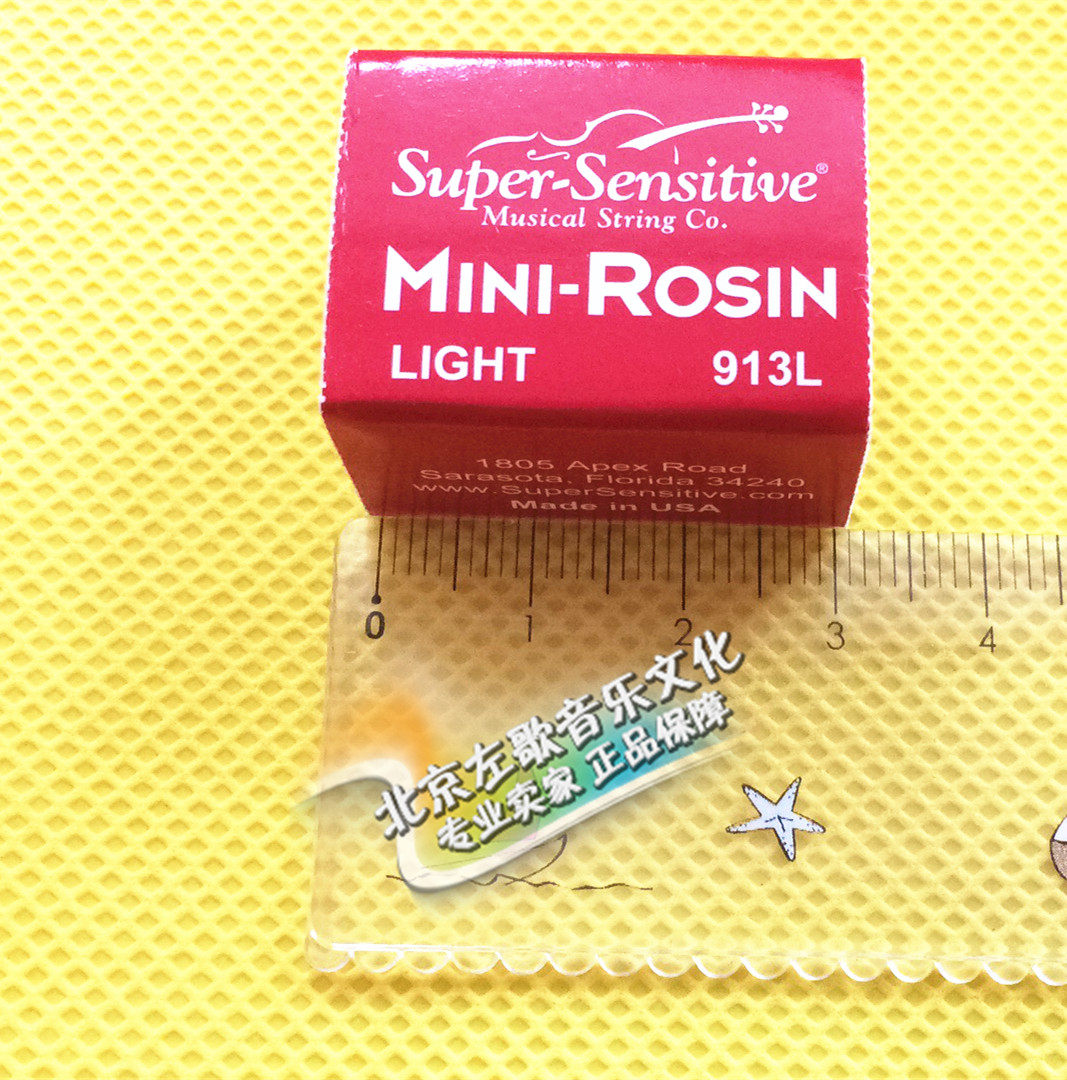 Super-Sensitive®
Musical String Co.
MINI-ROSIN
LIGHT 913L
1805 Apex Road
Sarasota, Florida 34240
www.SuperSensitive.com
Made in USA
0 1 2 3 4
北京左歌音乐文化
专业卖家 正品保障